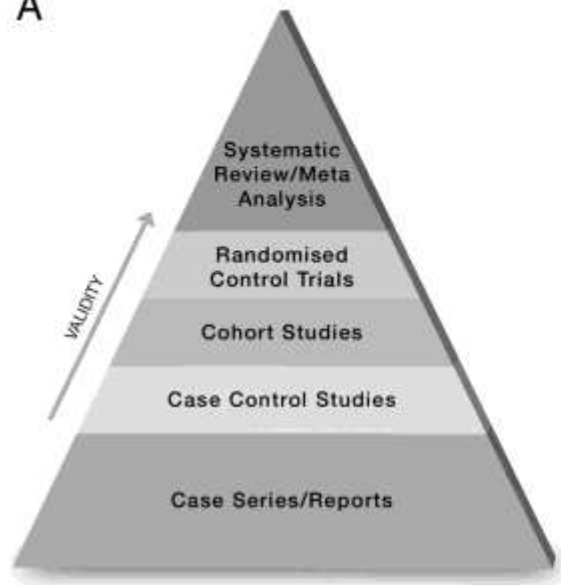 A
Systematic
Review/Meta
Analysis
Randomised
Control Trials
VALIDITY
Cohort Studies
Case Control Studies
Case Series/Reports